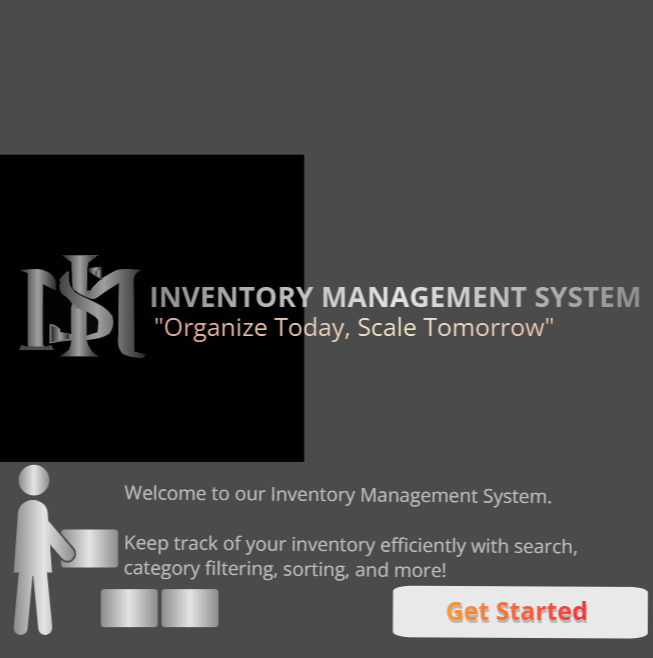 IMS
INVENTORY MANAGEMENT SYSTEM
"Organize Today, Scale Tomorrow"
Welcome to our Inventory Management System.
Keep track of your inventory efficiently with search,
category filtering, sorting, and more!
Get Started